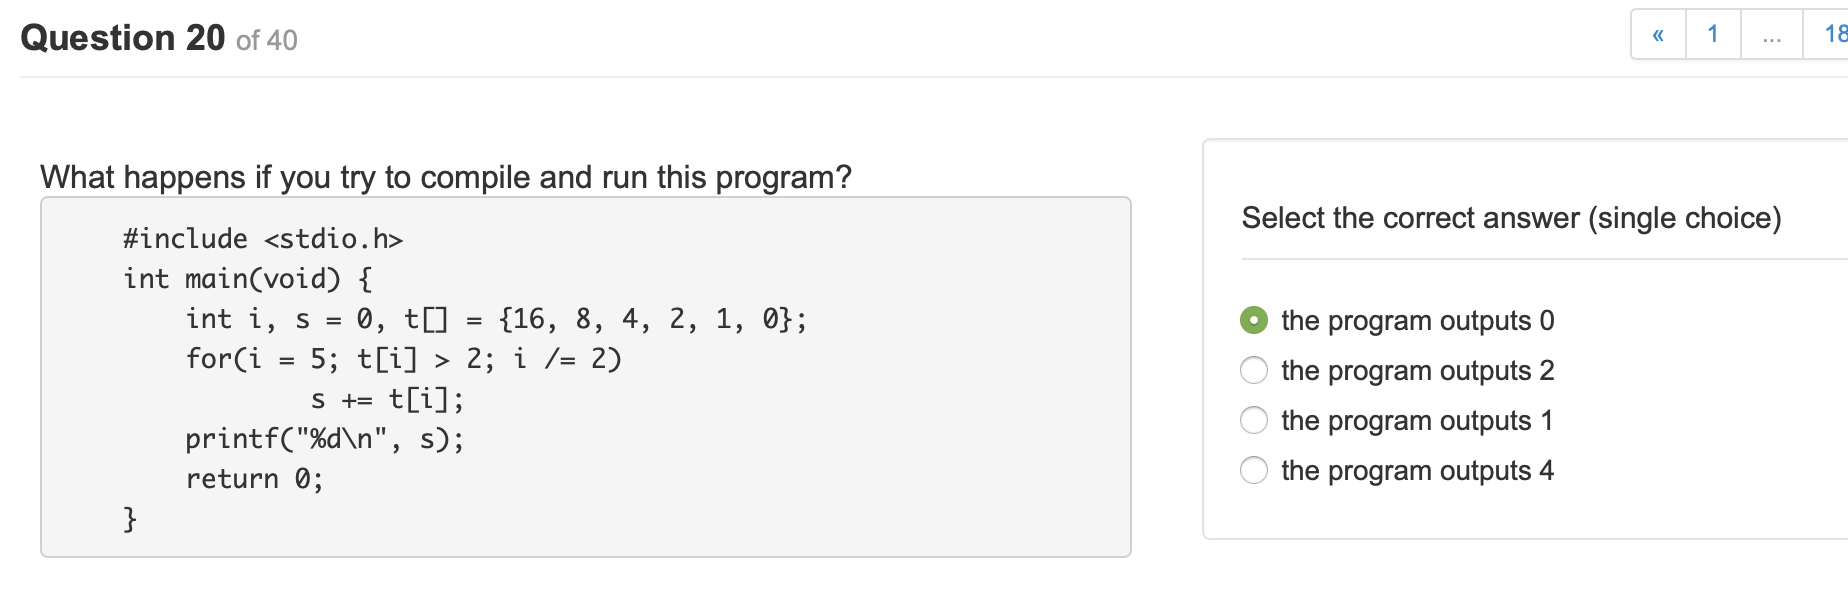 Question 20 of 40
« 1 ... 18
What happens if you try to compile and run this program?
#include <stdio.h>
int main(void) {
    int i, s = 0, t[] = {16, 8, 4, 2, 1, 0};
    for(i = 5; t[i] > 2; i /= 2)
            s += t[i];
    printf("%d\n", s);
    return 0;
}
Select the correct answer (single choice)
the program outputs 0
the program outputs 2
the program outputs 1
the program outputs 4